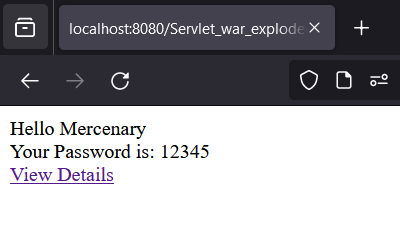 localhost:8080/Servlet_war_explode
Hello Mercenary
Your Password is: 12345
View Details